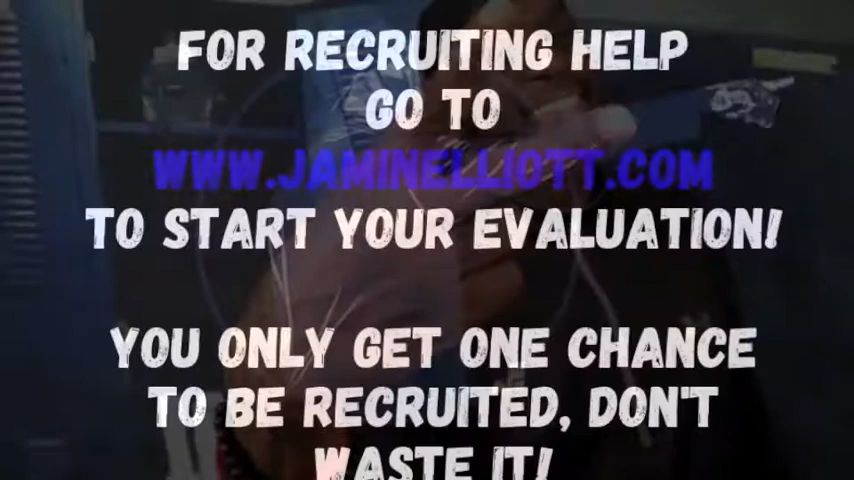 FOR RECRUITING HELP
GO TO
WWW.JAMINELLIOTT.COM
TO START YOUR EVALUATION!
YOU ONLY GET ONE CHANCE
TO BE RECRUITED, DON'T
WASTE IT!